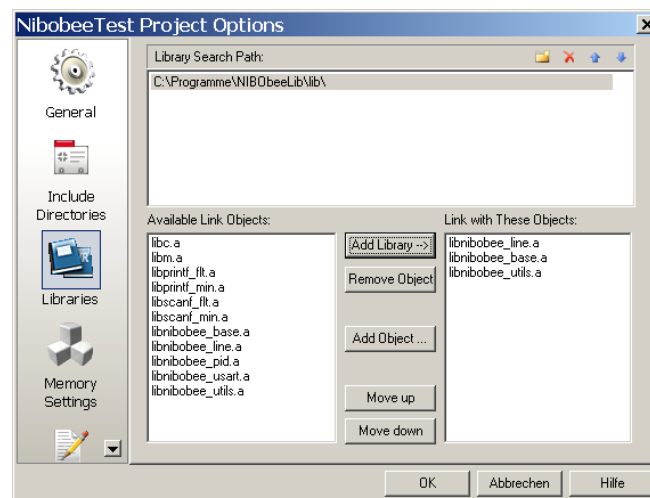 NibobeeTest Project Options
General
Include
Directories
Libraries
Memory
Settings
Library Search Path:
C:\Programme\NIBObeeLib\lib\
Available Link Objects:
libc.a
libm.a
libprintf_flt.a
libprintf_min.a
libscanf_flt.a
libscanf_min.a
libnibobee_base.a
libnibobee_line.a
libnibobee_pid.a
libnibobee_usart.a
libnibobee_utils.a
Add Library -->
Remove Object
Add Object ...
Move up
Move down
Link with These Objects:
libnibobee_line.a
libnibobee_base.a
libnibobee_utils.a
OK
Abbrechen
Hilfe